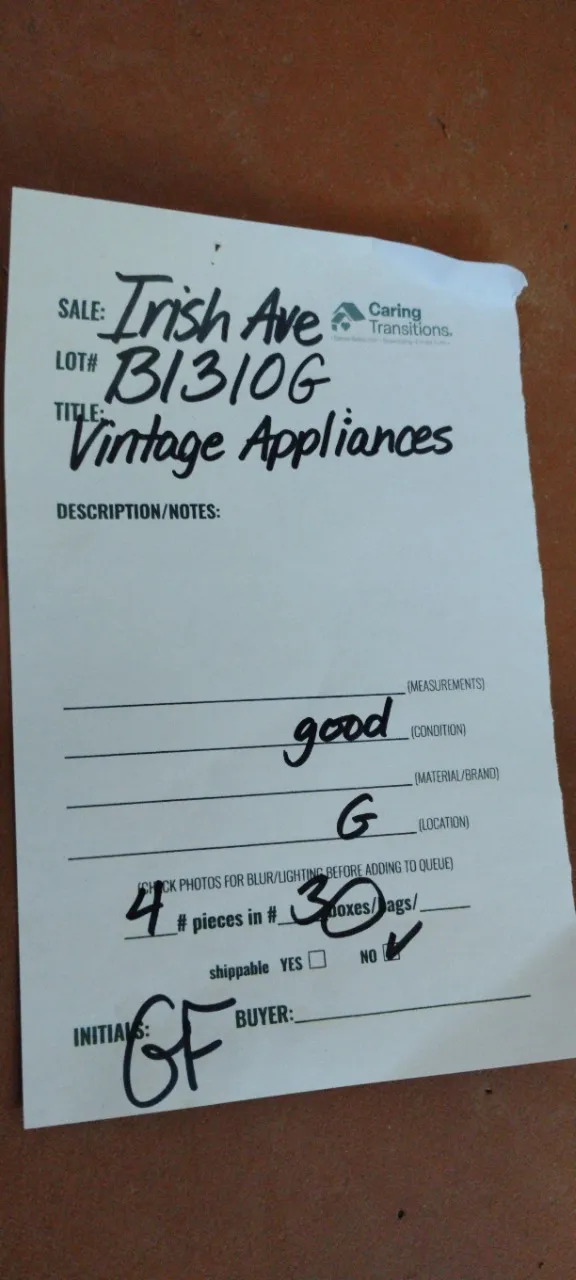 SALE: Irish Ave
Caring
Transitions.
LOT# B1310G
TITLE:
Vintage Appliances
DESCRIPTION/NOTES:
(MEASUREMENTS)
good (CONDITION)
(MATERIAL/BRAND)
G (LOCATION)
(CHECK PHOTOS FOR BLUR/LIGHTING BEFORE ADDING TO QUEUE)
4 # pieces in # 30 boxes/bags/
shippable YES NO ✓
INITIALS: GF BUYER: